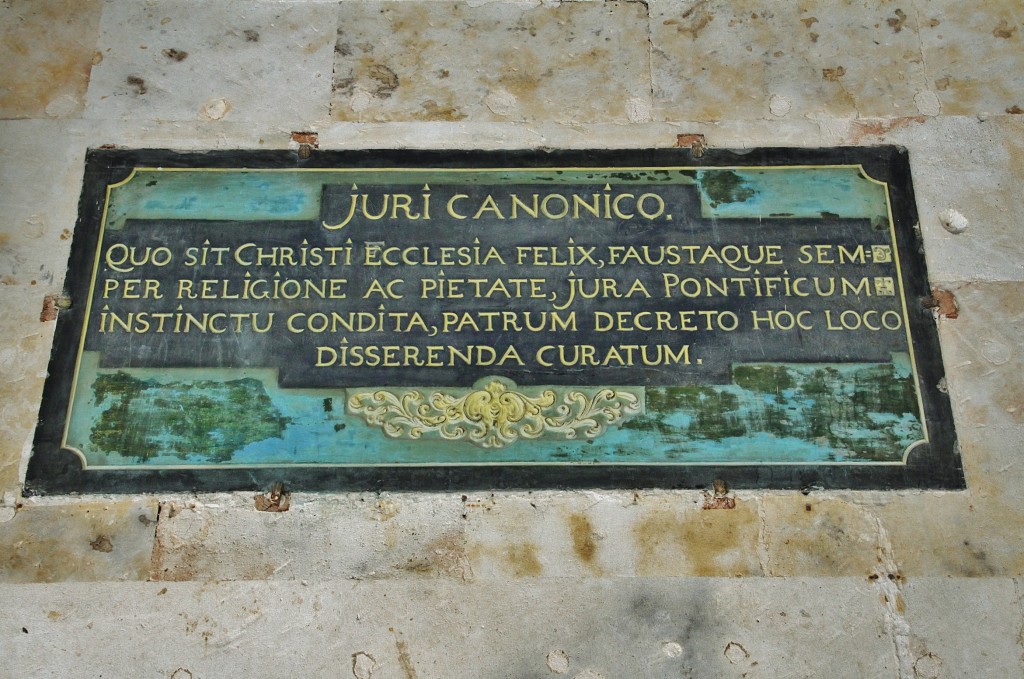 JURI CANONICO.
QUO SIT CHRISTI ECCLESIA FELIX, FAUSTAQUE SEM=
PER RELIGIONE AC PIETATE, JURA PONTIFICUM
INSTINCTU CONDITA, PATRUM DECRETO HOC LOCO
DISSERENDA CURATUM.